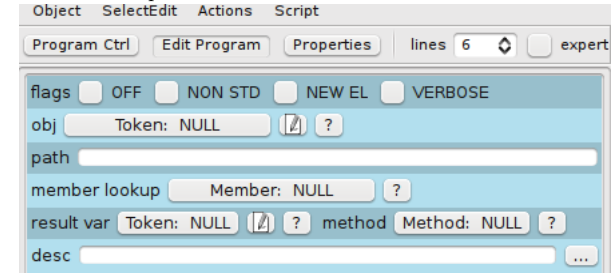 Object SelectEdit Actions Script
Program Ctrl Edit Program Properties lines 6 expert
flags OFF NON STD NEW EL VERBOSE
obj Token: NULL ?
path
member lookup Member: NULL ?
result var Token: NULL ? method Method: NULL ?
desc ...